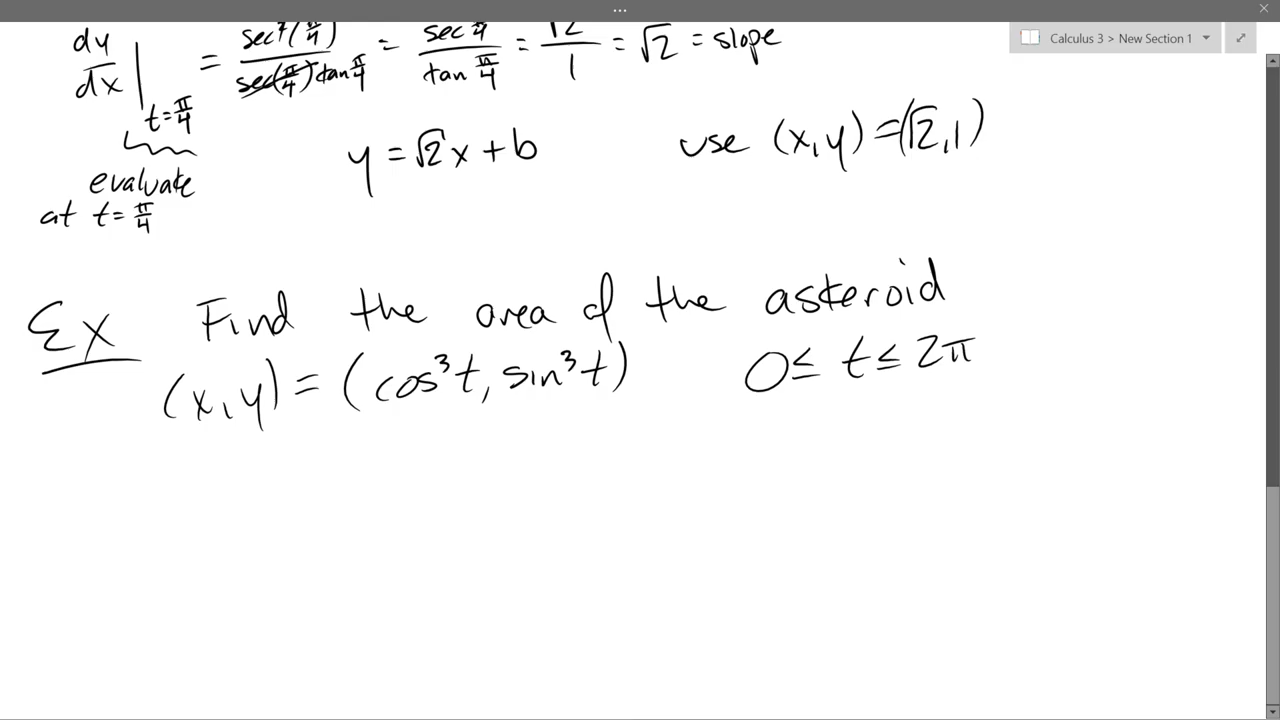 ...
Calculus 3 > New Section 1
dy/dx | t=π/4 = sec²(π/4) / sec(π/4) tan π/4 = sec π/4 / tan π/4 = √2 / 1 = √2 = slope
evaluate
at t = π/4
y = √2 x + b
use (x,y) = (√2, 1)
Ex Find the area of the asteroid
(x,y) = (cos³t, sin³t) 0 ≤ t ≤ 2π